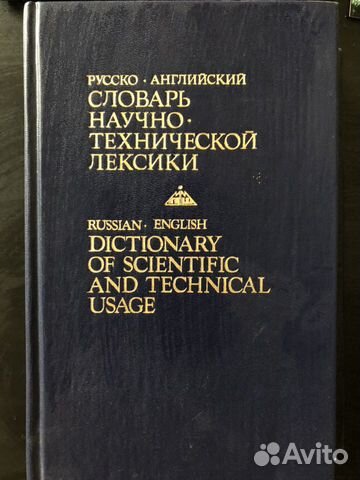 РУССКО · АНГЛИЙСКИЙ
СЛОВАРЬ
НАУЧНО ·
ТЕХНИЧЕСКОЙ
ЛЕКСИКИ
RUSSIAN · ENGLISH
DICTIONARY
OF SCIENTIFIC
AND TECHNICAL
USAGE
Avito